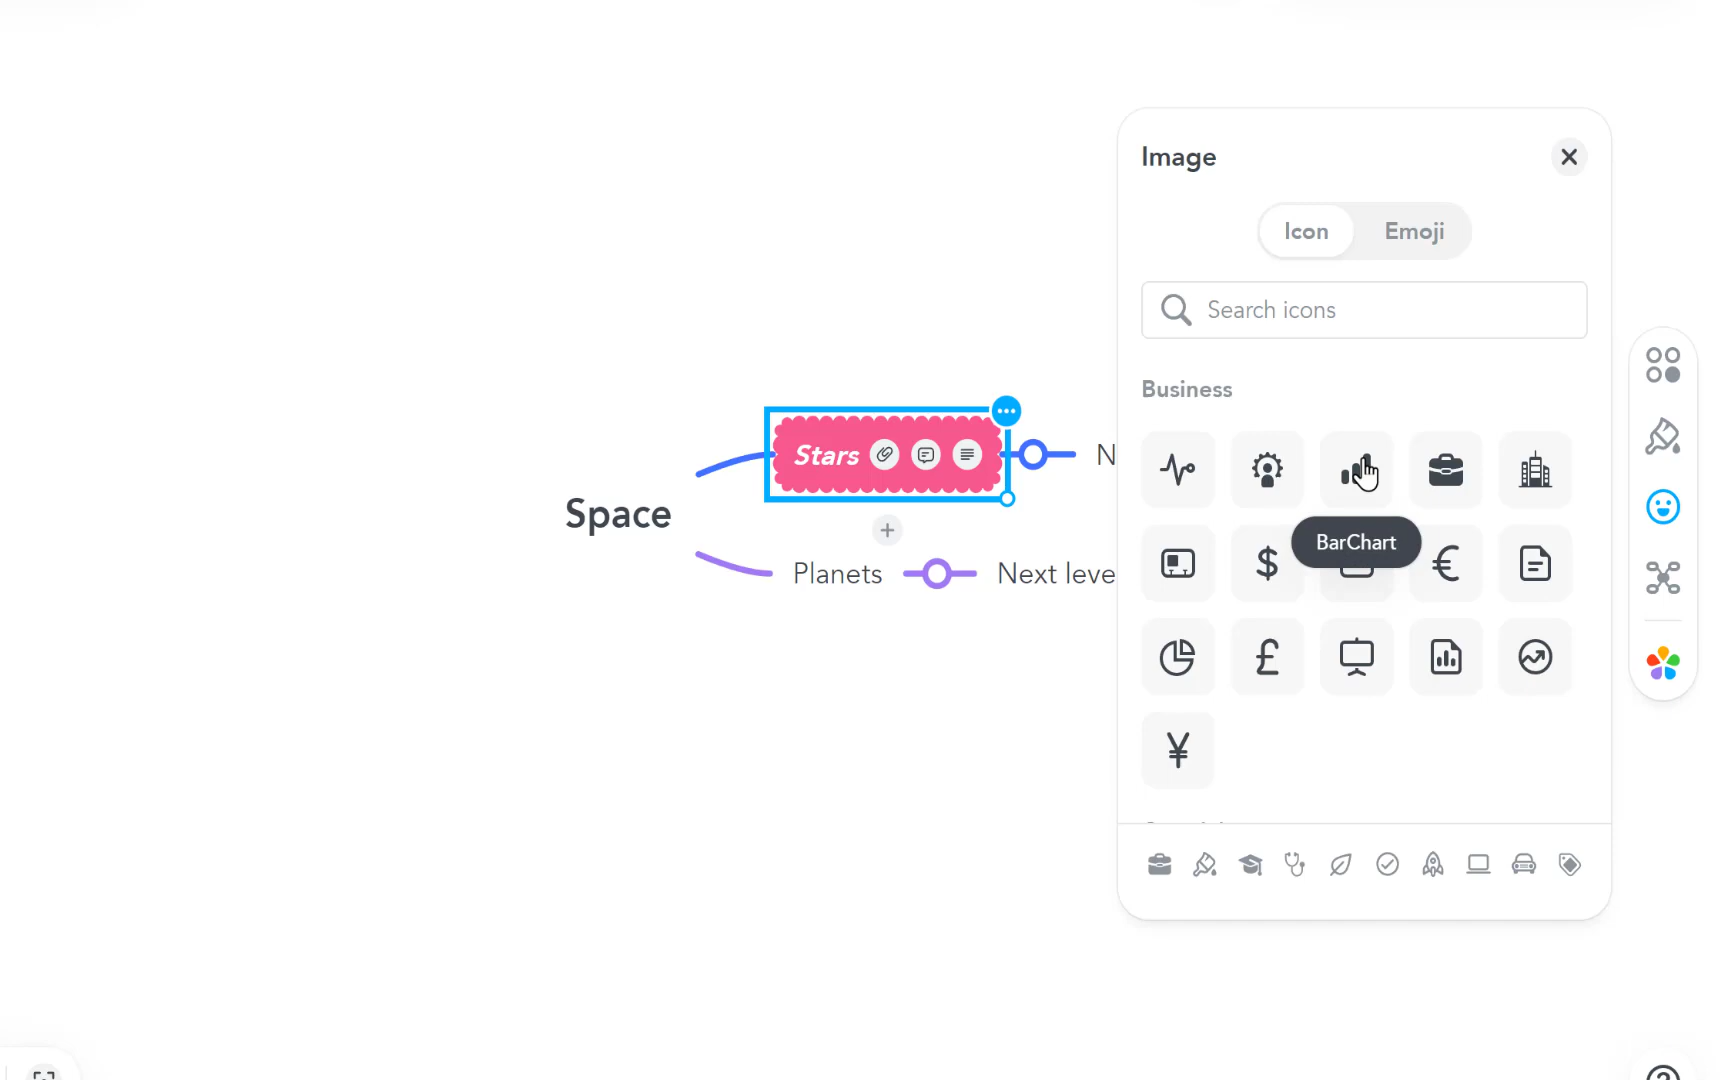 Image
Icon
Emoji
Search icons
Business
Stars
N
BarChart
Space
Planets
Next leve